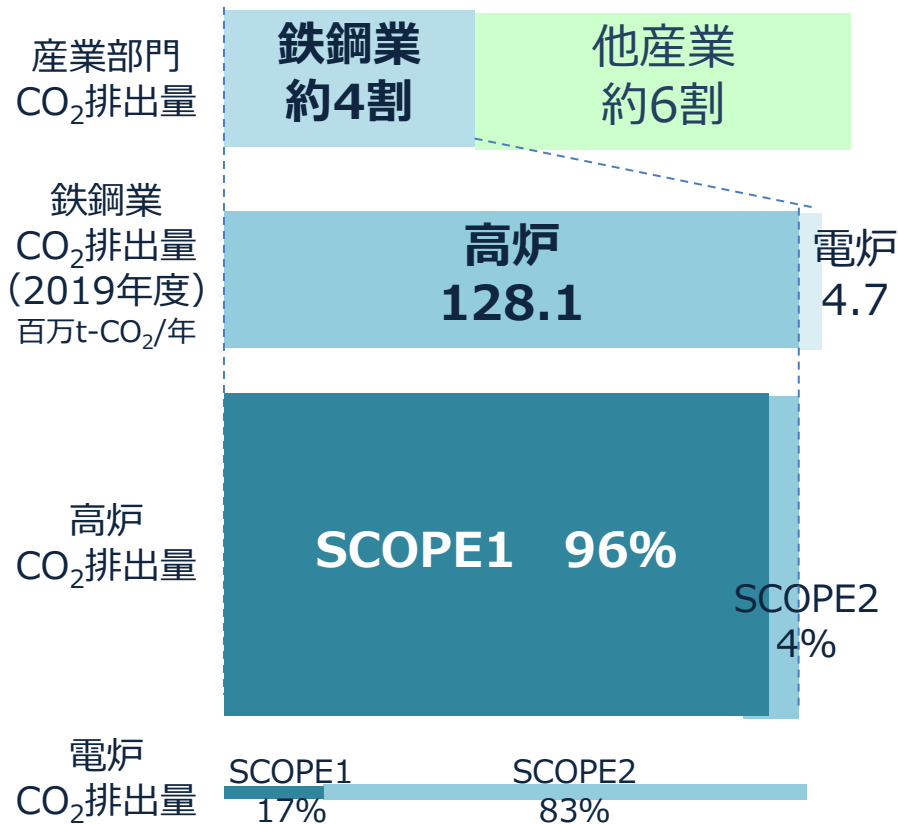 産業部門
CO₂排出量
鉄鋼業
約4割
他産業
約6割
鉄鋼業
CO₂排出量
（2019年度）
百万t-CO₂/年
高炉
128.1
電炉
4.7
高炉
CO₂排出量
SCOPE1　96%
SCOPE2
4%
電炉
CO₂排出量
SCOPE1
17%
SCOPE2
83%